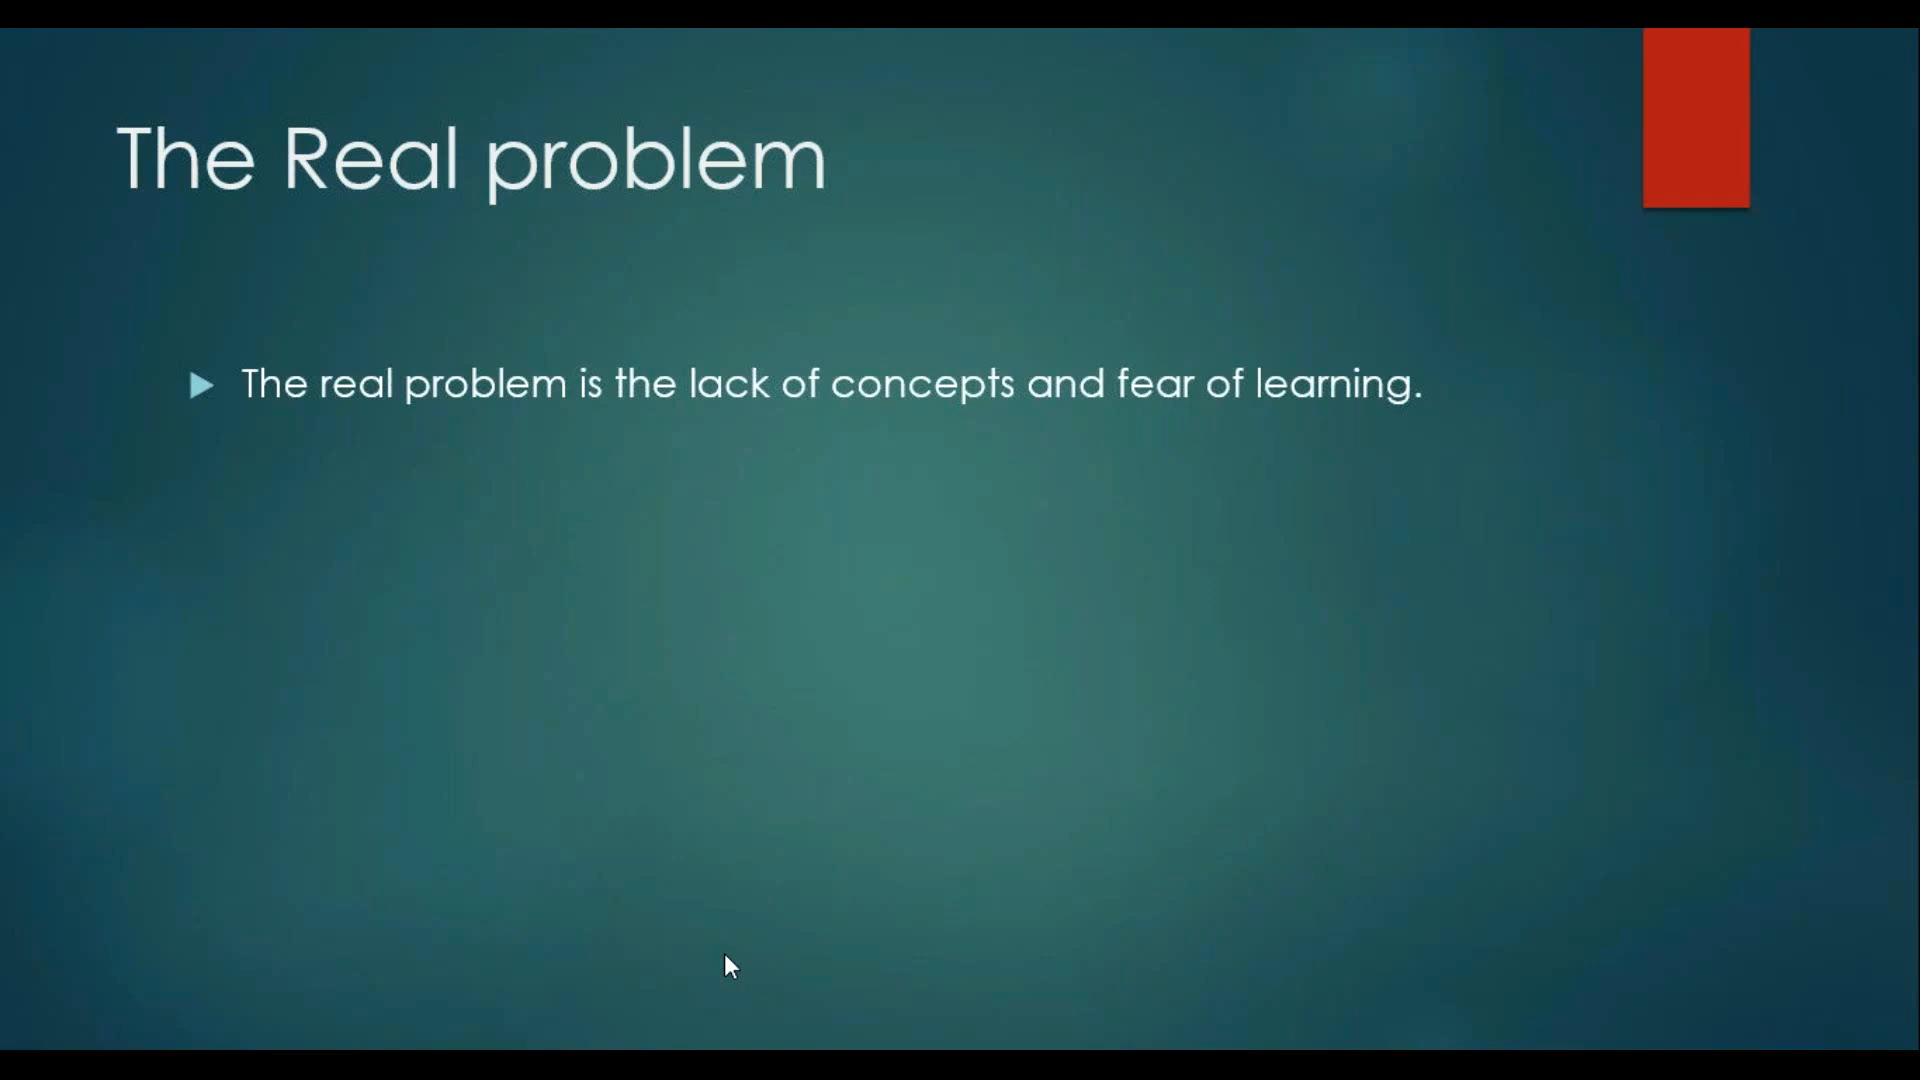 The Real problem
The real problem is the lack of concepts and fear of learning.